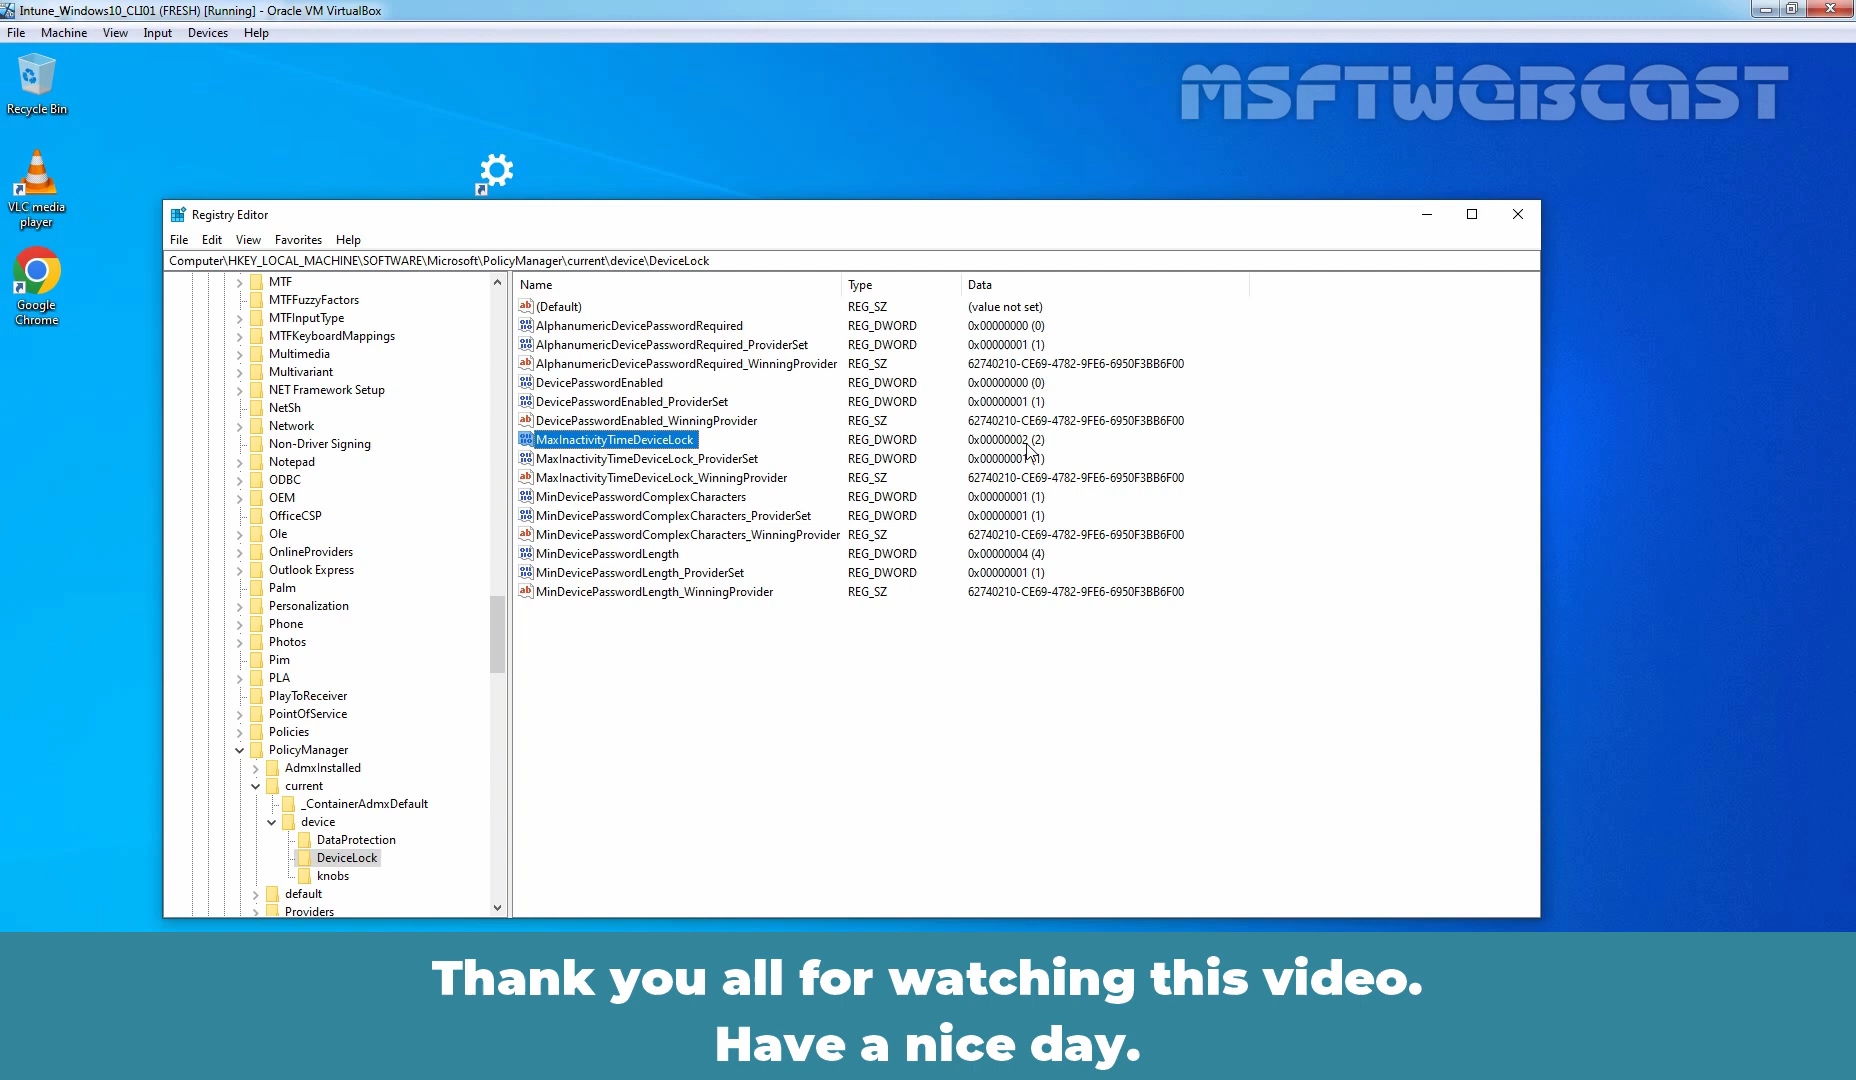 Intune_Windows10_CLI01 (FRESH) [Running] - Oracle VM VirtualBox
File Machine View Input Devices Help
MSFTWEBCAST
Recycle Bin
VLC media
player
Google
Chrome
Registry Editor
File Edit View Favorites Help
Computer\HKEY_LOCAL_MACHINE\SOFTWARE\Microsoft\PolicyManager\current\device\DeviceLock
MTF
MTFFuzzyFactors
MTFInputType
MTFKeyboardMappings
Multimedia
Multivariant
NET Framework Setup
NetSh
Network
Non-Driver Signing
Notepad
ODBC
OEM
OfficeCSP
Ole
OnlineProviders
Outlook Express
Palm
Personalization
Phone
Photos
Pim
PLA
PlayToReceiver
PointOfService
Policies
PolicyManager
AdmxInstalled
current
_ContainerAdmxDefault
device
DataProtection
DeviceLock
knobs
default
Providers
Name Type Data
(Default) REG_SZ (value not set)
AlphanumericDevicePasswordRequired REG_DWORD 0x00000000 (0)
AlphanumericDevicePasswordRequired_ProviderSet REG_DWORD 0x00000001 (1)
AlphanumericDevicePasswordRequired_WinningProvider REG_SZ 62740210-CE69-4782-9FE6-6950F3BB6F00
DevicePasswordEnabled REG_DWORD 0x00000000 (0)
DevicePasswordEnabled_ProviderSet REG_DWORD 0x00000001 (1)
DevicePasswordEnabled_WinningProvider REG_SZ 62740210-CE69-4782-9FE6-6950F3BB6F00
MaxInactivityTimeDeviceLock REG_DWORD 0x00000002 (2)
MaxInactivityTimeDeviceLock_ProviderSet REG_DWORD 0x00000001 (1)
MaxInactivityTimeDeviceLock_WinningProvider REG_SZ 62740210-CE69-4782-9FE6-6950F3BB6F00
MinDevicePasswordComplexCharacters REG_DWORD 0x00000001 (1)
MinDevicePasswordComplexCharacters_ProviderSet REG_DWORD 0x00000001 (1)
MinDevicePasswordComplexCharacters_WinningProvider REG_SZ 62740210-CE69-4782-9FE6-6950F3BB6F00
MinDevicePasswordLength REG_DWORD 0x00000004 (4)
MinDevicePasswordLength_ProviderSet REG_DWORD 0x00000001 (1)
MinDevicePasswordLength_WinningProvider REG_SZ 62740210-CE69-4782-9FE6-6950F3BB6F00
Thank you all for watching this video.
Have a nice day.